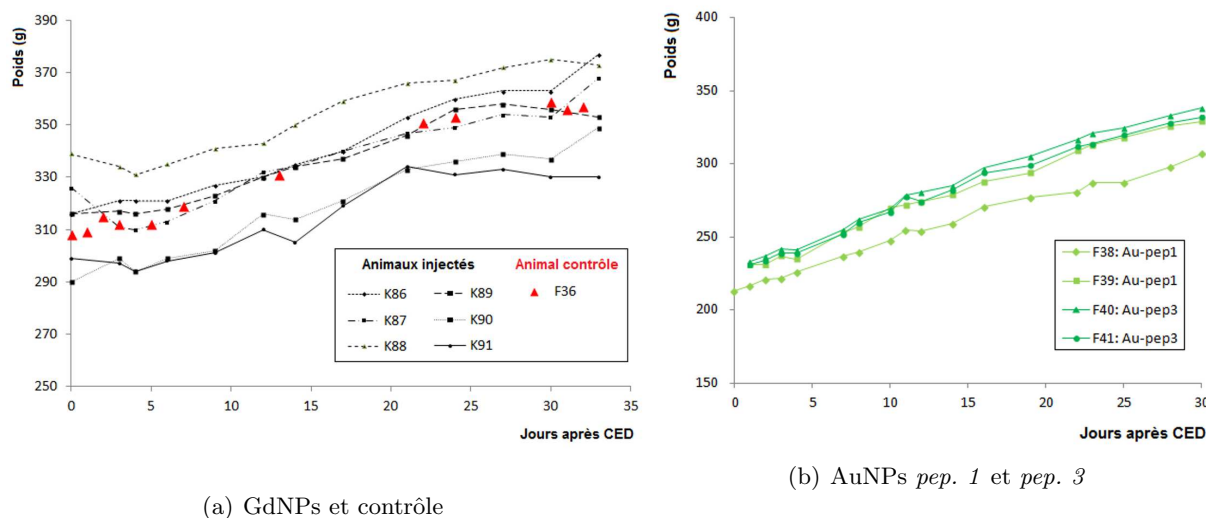 Poids (g)
390
370
350
330
310
290
270
250
0 5 10 15 20 25 30 35
Jours après CED
Animaux injectés Animal contrôle
K86 K89 F36
K87 K90
K88 K91
(a) GdNPs et contrôle
Poids (g)
400
350
300
250
200
150
0 5 10 15 20 25 30
Jours après CED
F38: Au-pep1
F39: Au-pep1
F40: Au-pep3
F41: Au-pep3
(b) AuNPs pep. 1 et pep. 3